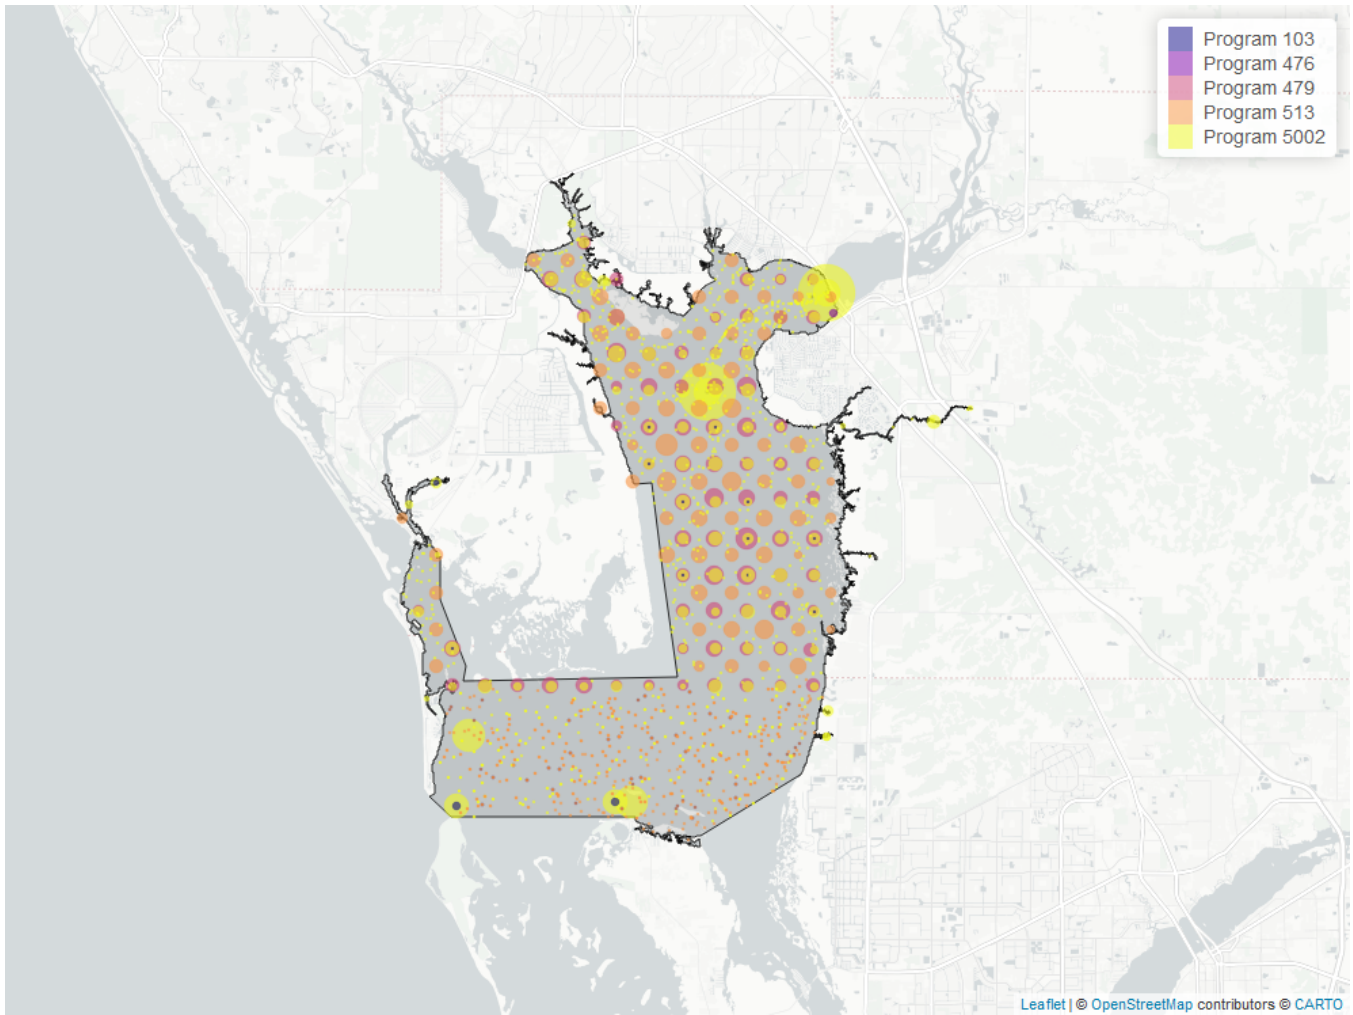 Program 103
Program 476
Program 479
Program 513
Program 5002
Leaflet | © OpenStreetMap contributors © CARTO